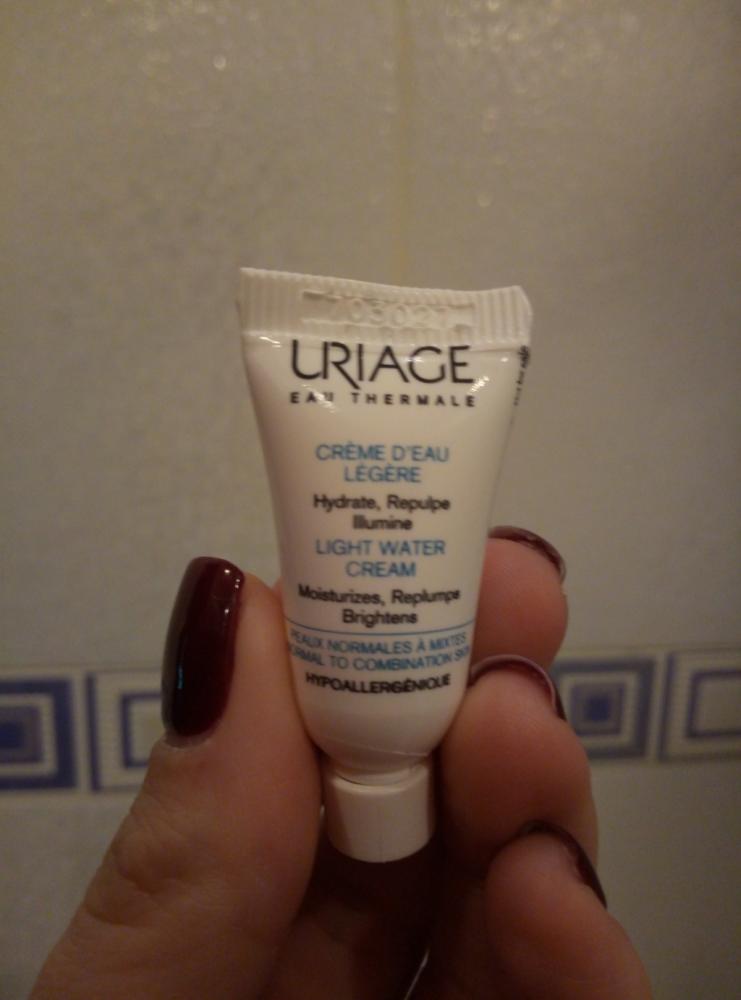 URIAGE
EAU THERMALE
CRÈME D'EAU
LÉGÈRE
Hydrate, Repulpe
Illumine
LIGHT WATER
CREAM
Moisturizes, Replumps
Brightens
PEAUX NORMALES À MIXTES
NORMAL TO COMBINATION SKIN
HYPOALLERGÉNIQUE